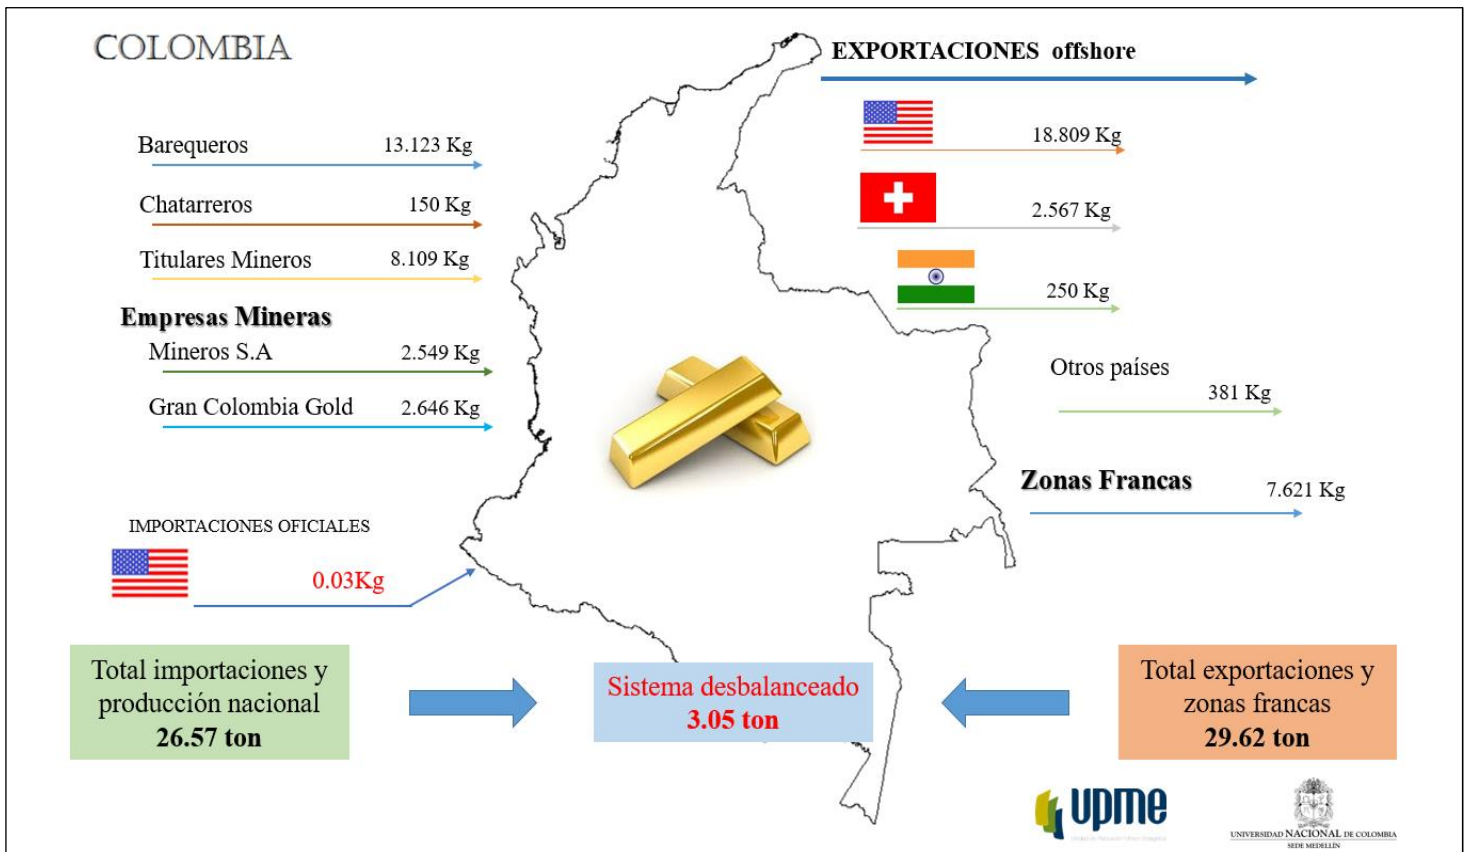 COLOMBIA
EXPORTACIONES offshore
Barequeros 13.123 Kg
Chatarreros 150 Kg
Titulares Mineros 8.109 Kg
Empresas Mineras
Mineros S.A 2.549 Kg
Gran Colombia Gold 2.646 Kg
IMPORTACIONES OFICIALES
0.03Kg
18.809 Kg
2.567 Kg
250 Kg
Otros países
381 Kg
Zonas Francas
7.621 Kg
Total importaciones y
producción nacional
26.57 ton
Sistema desbalanceado
3.05 ton
Total exportaciones y
zonas francas
29.62 ton
upme
UNIVERSIDAD NACIONAL DE COLOMBIA
SEDE MEDELLÍN